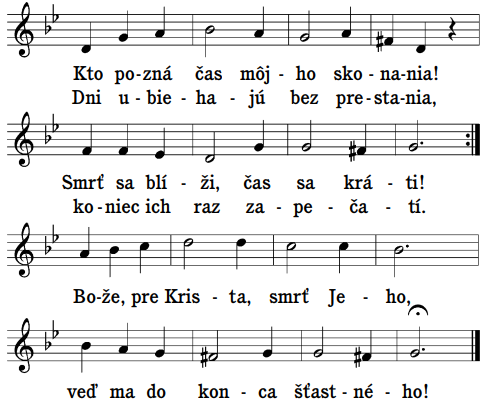 Kto po-zná čas môj-ho sko-na-nia!
Dni u-bie-ha-jú bez pre-sta-nia,
Smrť sa blí-ži, čas sa krá-ti!
ko-niec ich raz za-pe-ča-tí.
Bo-že, pre Kris-ta, smrť Je-ho,
veď ma do kon-ca šťast-né-ho!